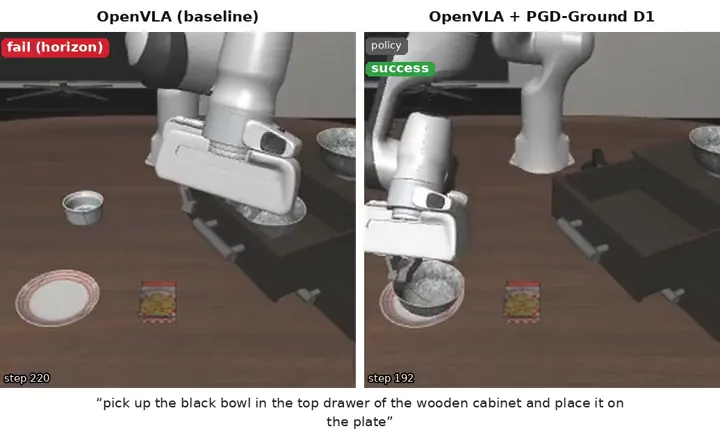 OpenVLA (baseline)
OpenVLA + PGD-Ground D1
fail (horizon)
policy
success
step 220
step 192
“pick up the black bowl in the top drawer of the wooden cabinet and place it on
the plate”